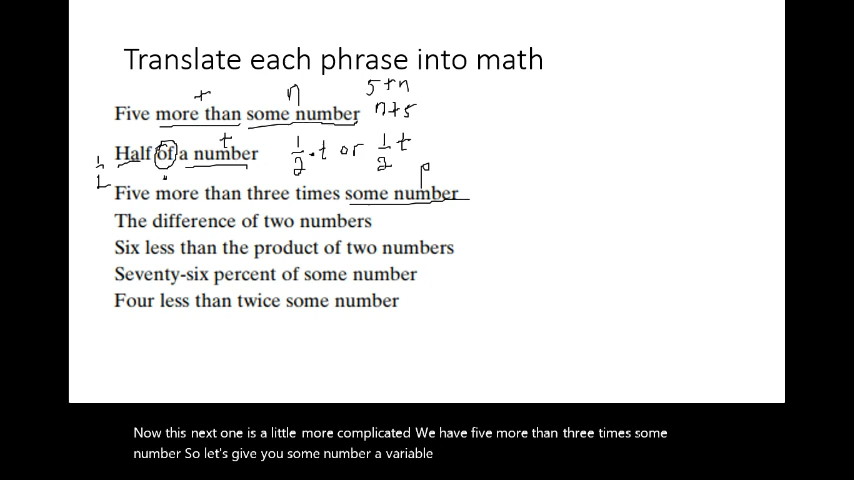 Translate each phrase into math
+ n 5+n
Five more than some number n+5
t
Half of a number 1/2 · t or 1/2 t
1/2 p
Five more than three times some number
The difference of two numbers
Six less than the product of two numbers
Seventy-six percent of some number
Four less than twice some number
Now this next one is a little more complicated We have five more than three times some
number So let's give you some number a variable